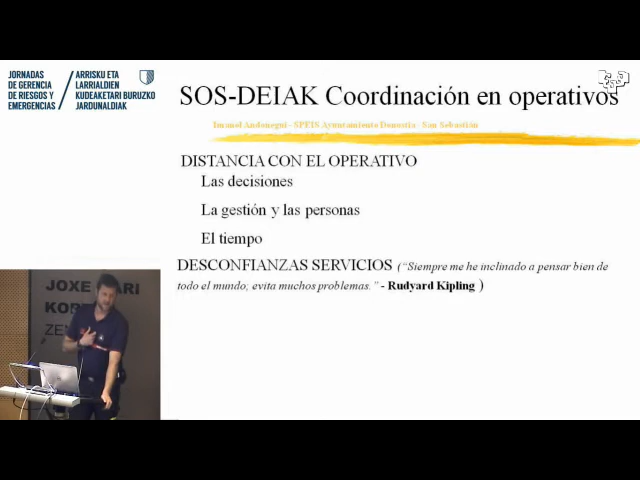 JORNADAS
DE GERENCIA
DE RIESGOS Y
EMERGENCIAS
ARRISKU ETA
LARRIALDIEN
KUDEAKETARI BURUZKO
JARDUNALDIAK
SOS-DEIAK Coordinación en operativos
Imanol Andonegui - SPEIS Ayuntamiento Donostia - San Sebastián
DISTANCIA CON EL OPERATIVO
Las decisiones
La gestión y las personas
El tiempo
DESCONFIANZAS SERVICIOS (“Siempre me he inclinado a pensar bien de
todo el mundo; evita muchos problemas.” - Rudyard Kipling )
JOXE MARI